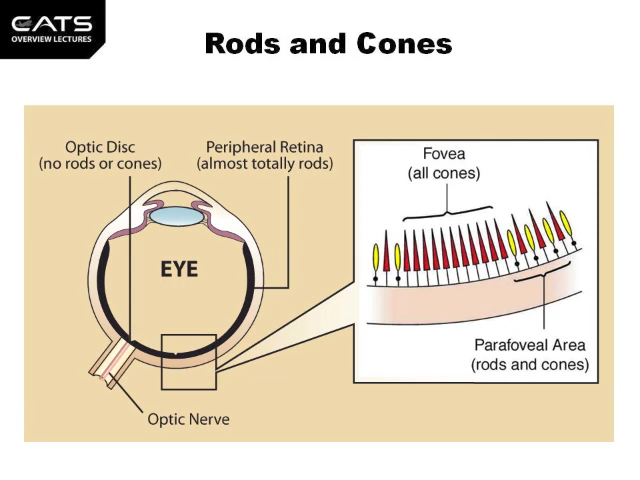 CATS
OVERVIEW LECTURES
Rods and Cones
Optic Disc
(no rods or cones)
Peripheral Retina
(almost totally rods)
Fovea
(all cones)
EYE
Parafoveal Area
(rods and cones)
Optic Nerve